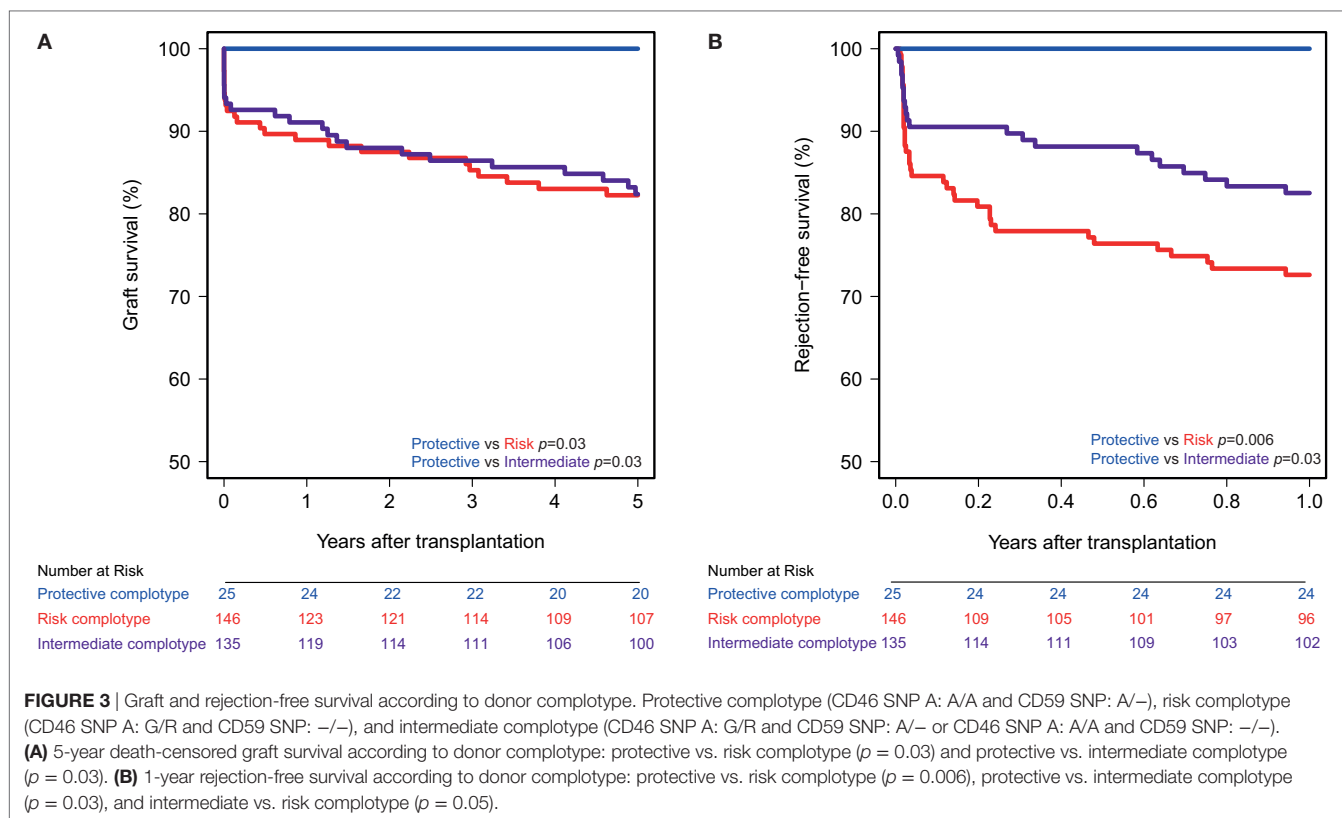 A
Graft survival (%)
100
90
80
70
60
50
Protective vs Risk p=0.03
Protective vs Intermediate p=0.03
0 1 2 3 4 5
Years after transplantation
Number at Risk
Protective complotype 25 24 22 22 20 20
Risk complotype 146 123 121 114 109 107
Intermediate complotype 135 119 114 111 106 100
B
Rejection−free survival (%)
100
90
80
70
60
50
Protective vs Risk p=0.006
Protective vs Intermediate p=0.03
0.0 0.2 0.4 0.6 0.8 1.0
Years after transplantation
Number at Risk
Protective complotype 25 24 24 24 24 24
Risk complotype 146 109 105 101 97 96
Intermediate complotype 135 114 111 109 103 102
FIGURE 3 | Graft and rejection-free survival according to donor complotype. Protective complotype (CD46 SNP A: A/A and CD59 SNP: A/−), risk complotype
(CD46 SNP A: G/R and CD59 SNP: −/−), and intermediate complotype (CD46 SNP A: G/R and CD59 SNP: A/− or CD46 SNP A: A/A and CD59 SNP: −/−).
(A) 5-year death-censored graft survival according to donor complotype: protective vs. risk complotype (p = 0.03) and protective vs. intermediate complotype
(p = 0.03). (B) 1-year rejection-free survival according to donor complotype: protective vs. risk complotype (p = 0.006), protective vs. intermediate complotype
(p = 0.03), and intermediate vs. risk complotype (p = 0.05).